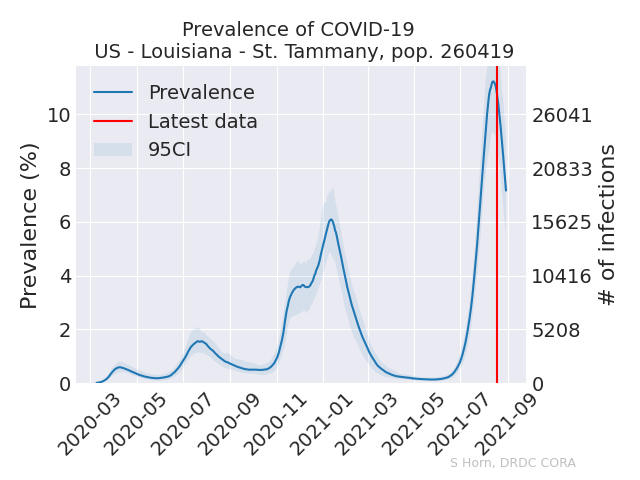 Prevalence of COVID-19
US - Louisiana - St. Tammany, pop. 260419
Prevalence
Latest data
95CI
Prevalence (%)
10
8
6
4
2
0
26041
20833
15625
10416
5208
0
# of infections
2020-03
2020-05
2020-07
2020-09
2020-11
2021-01
2021-03
2021-05
2021-07
2021-09
S Horn, DRDC CORA